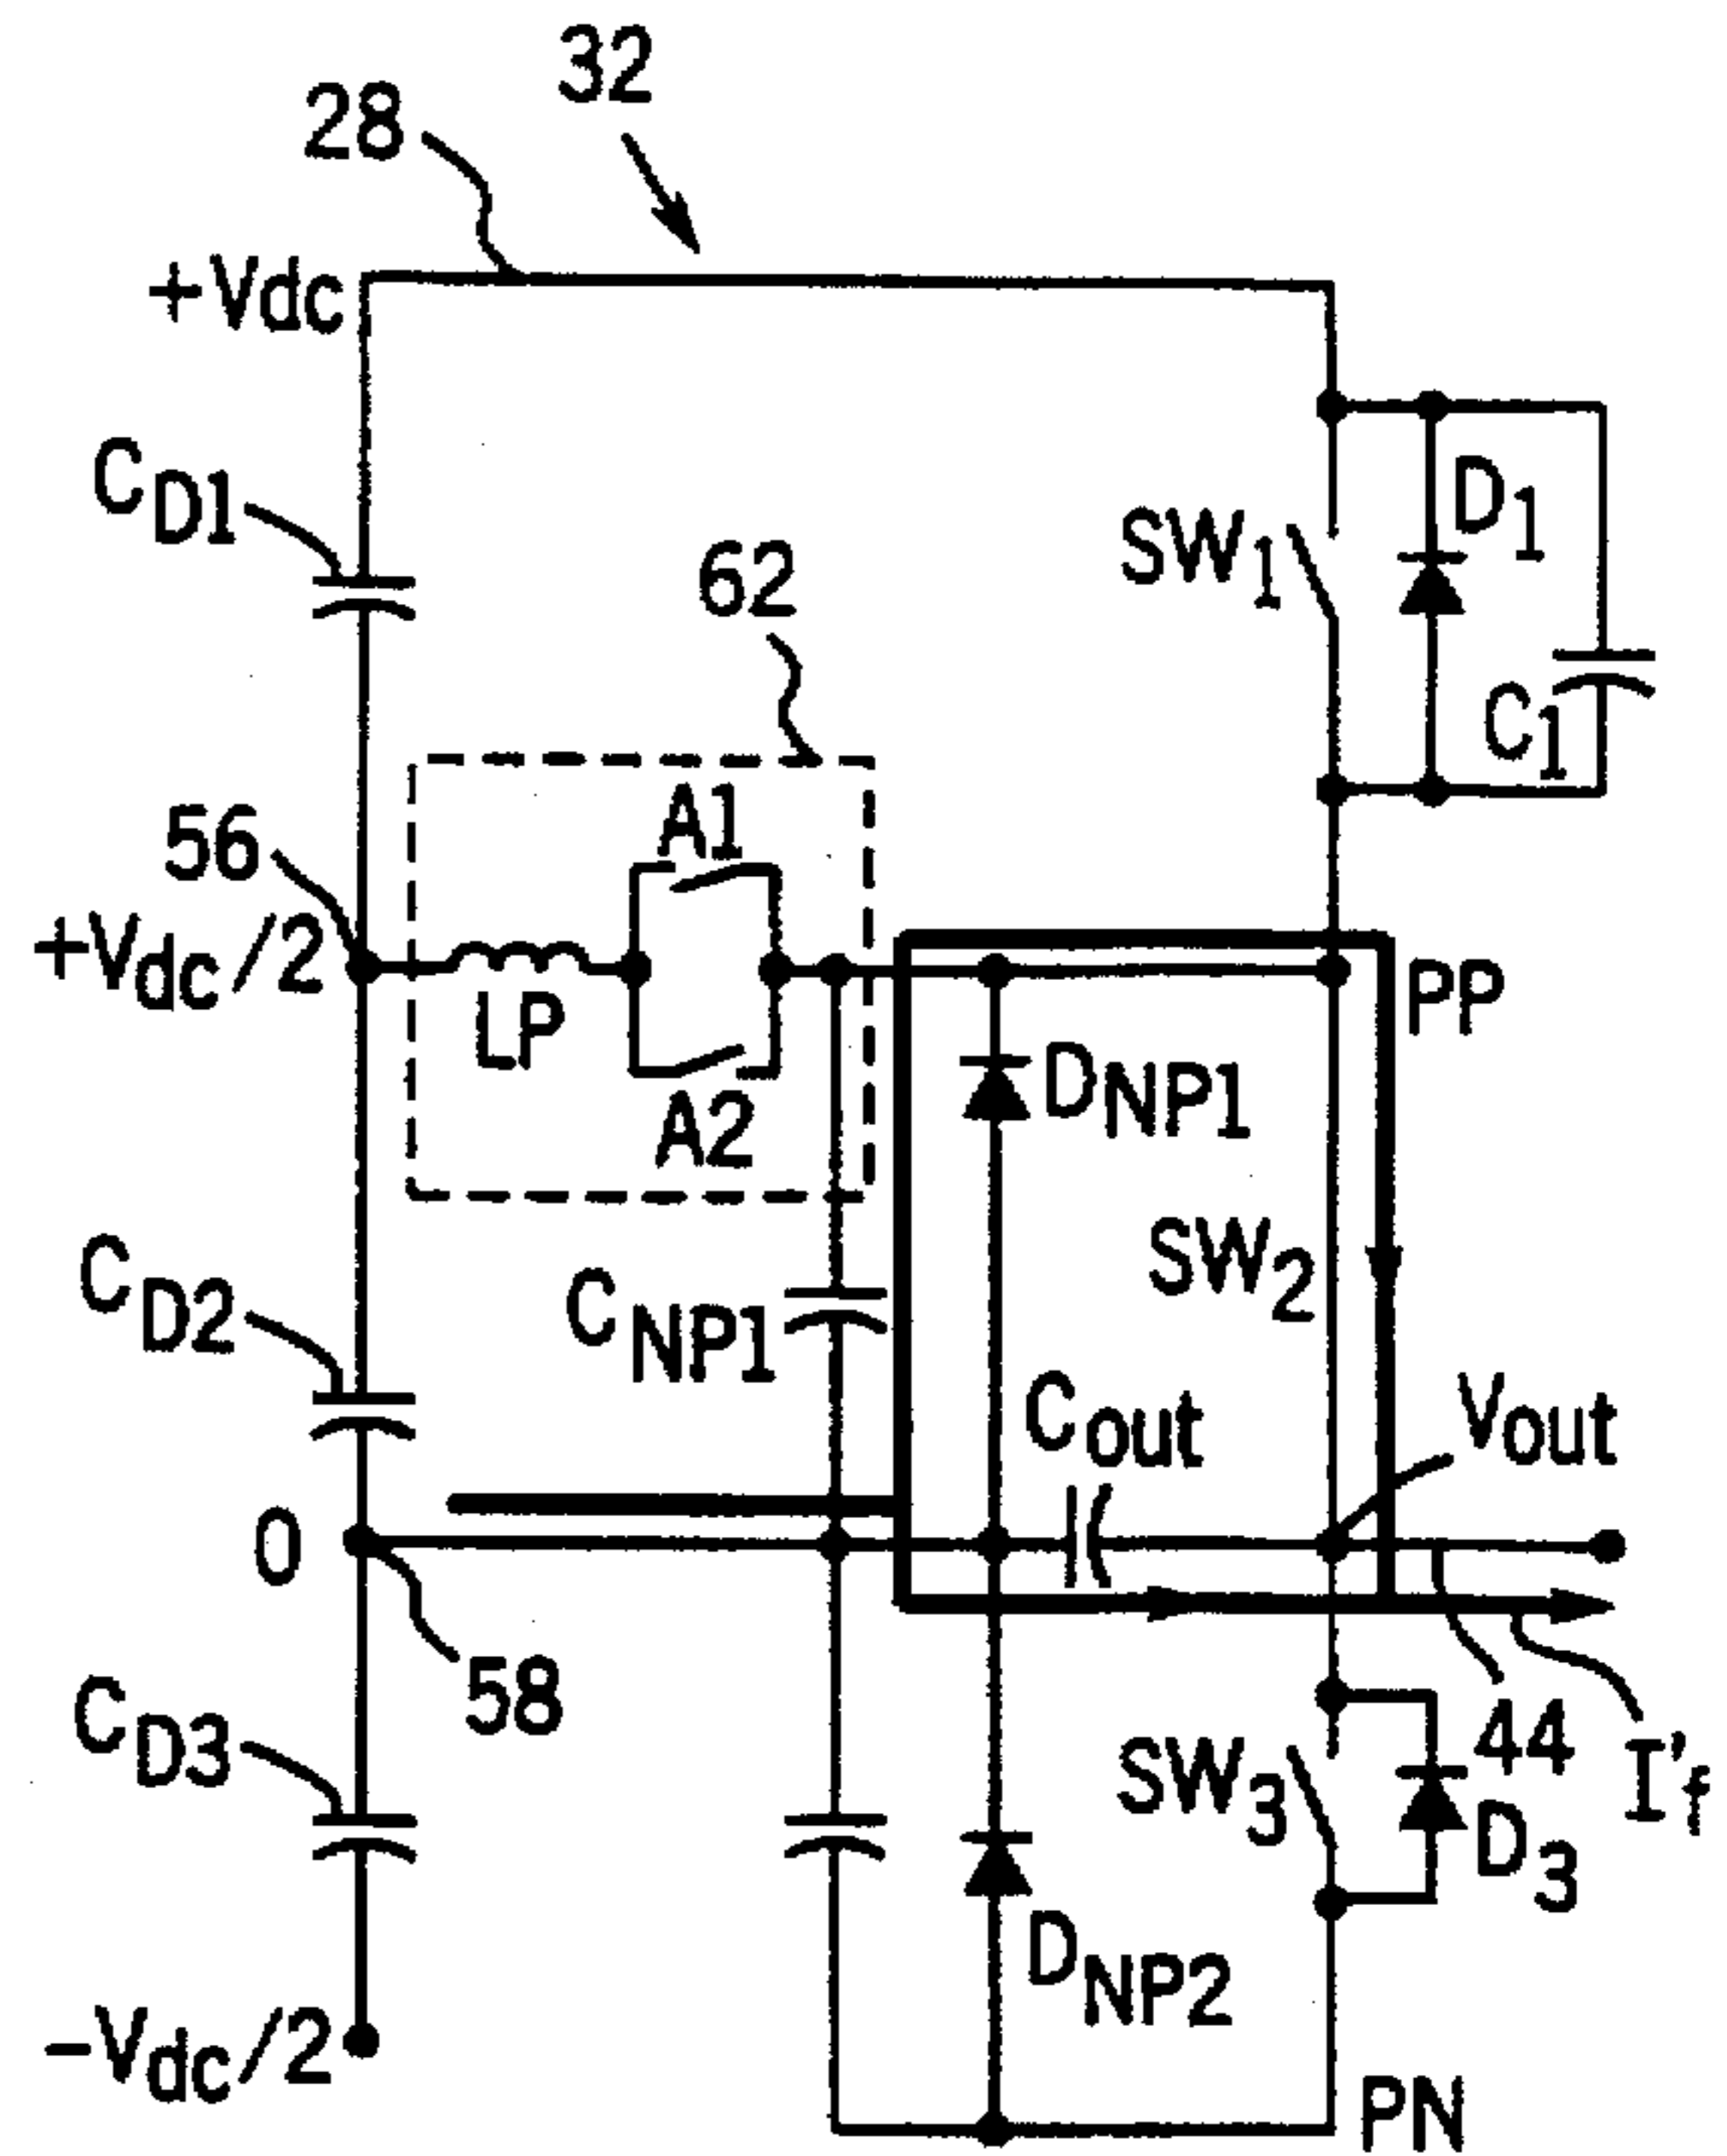 32
28
+Vdc
CD1
SW1
D1
62
C1
A1
56
+Vdc/2
PP
LP
DNP1
A2
SW2
CD2
CNP1
Cout
Vout
0
58
CD3
44
SW3
I'f
D3
DNP2
-Vdc/2
PN